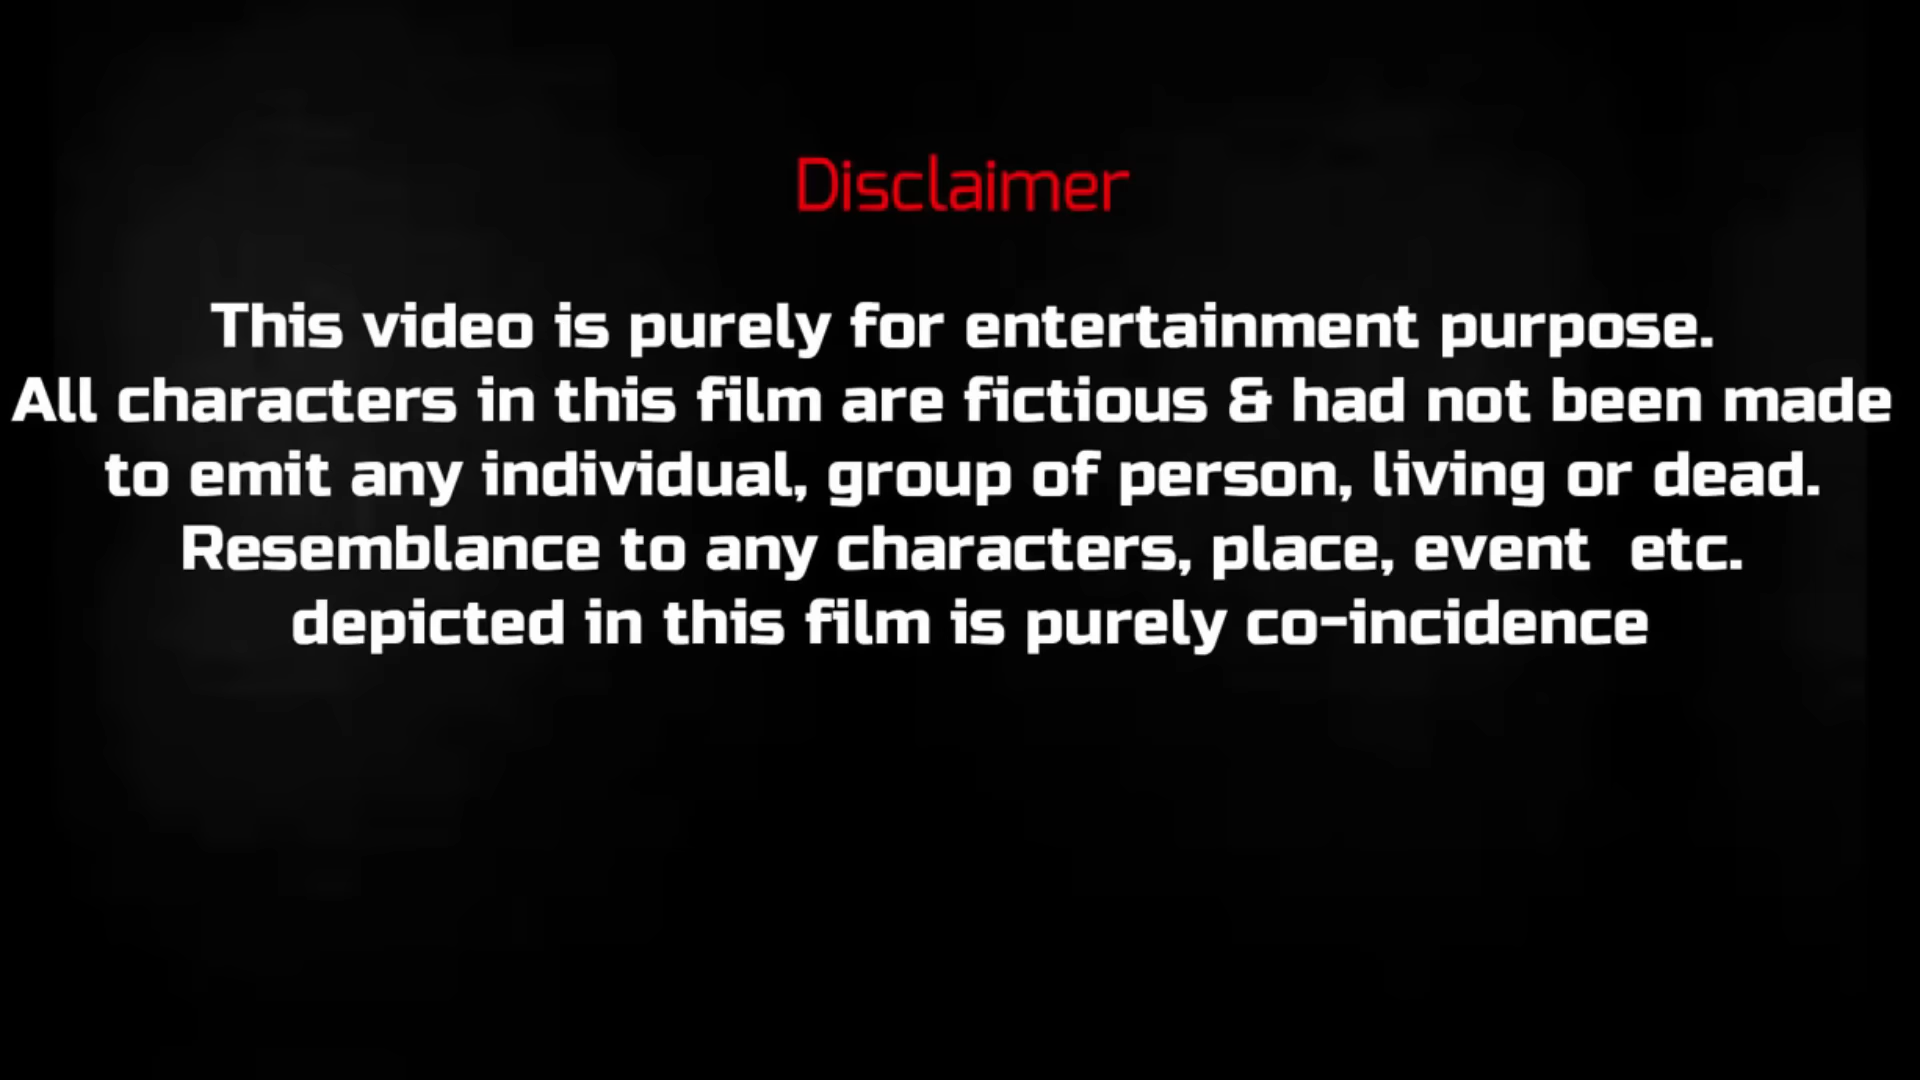 Disclaimer
This video is purely for entertainment purpose.
All characters in this film are fictious & had not been made
to emit any individual, group of person, living or dead.
Resemblance to any characters, place, event  etc.
depicted in this film is purely co-incidence